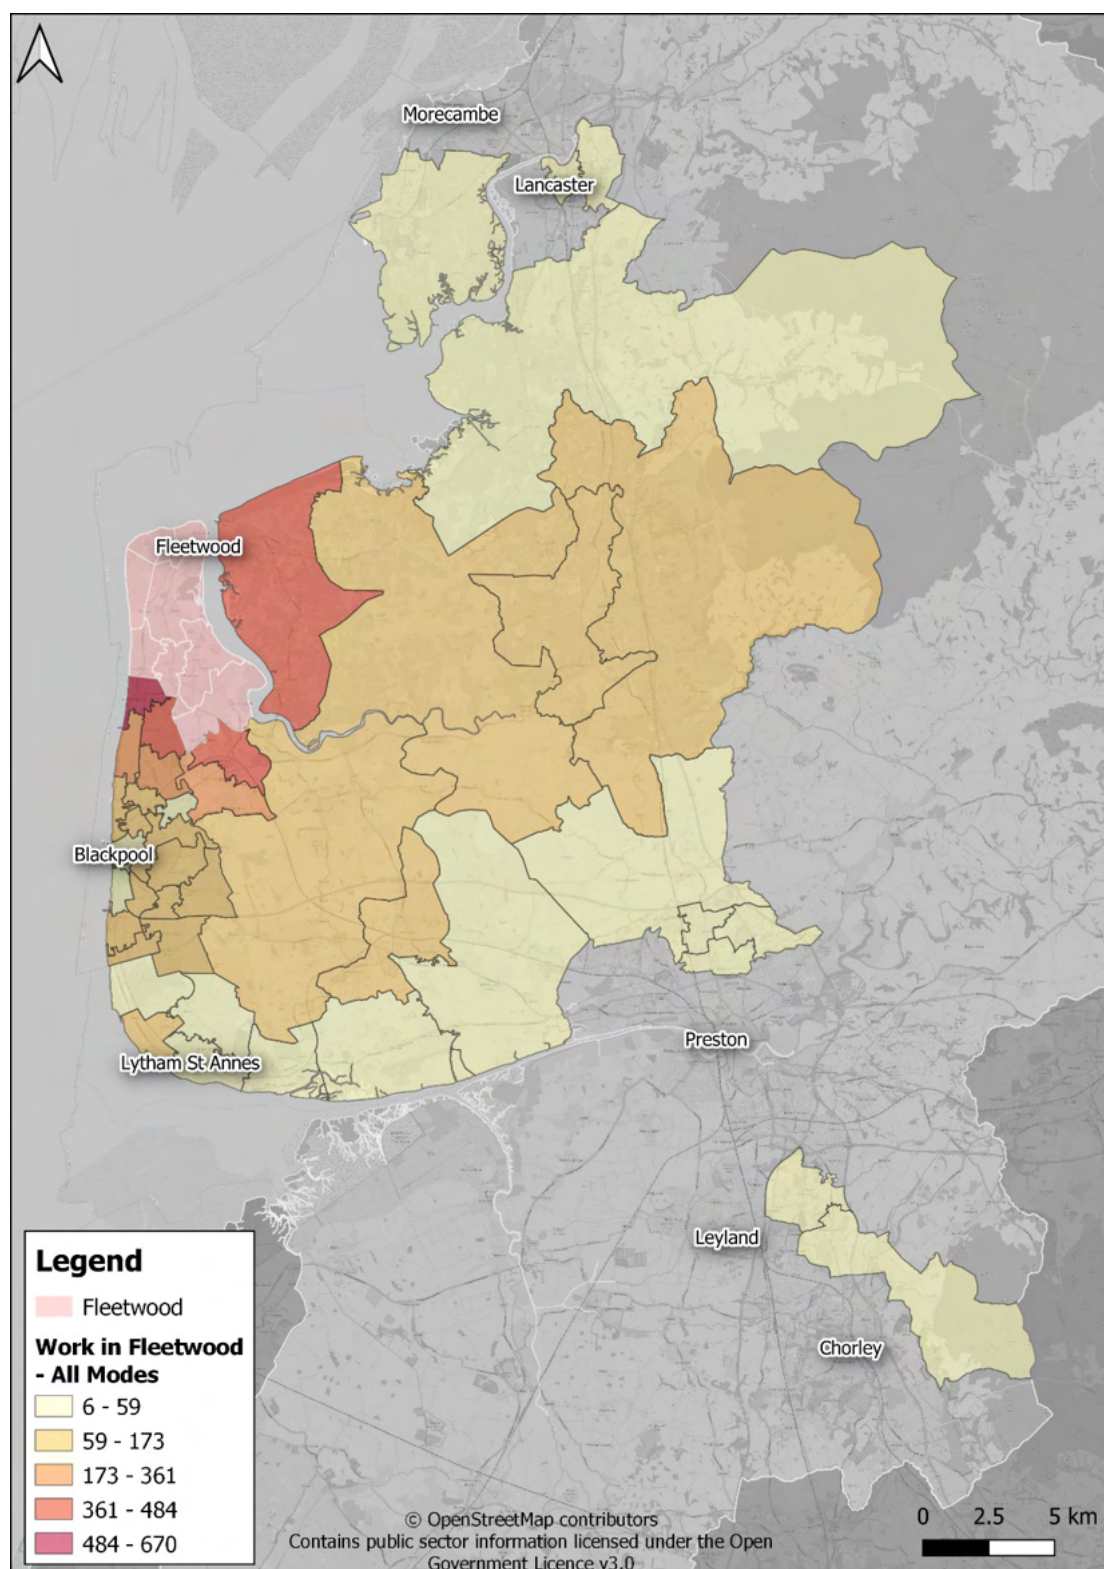 Morecambe
Lancaster
Fleetwood
Blackpool
Lytham St Annes
Preston
Leyland
Chorley
Legend
Fleetwood
Work in Fleetwood
- All Modes
6 - 59
59 - 173
173 - 361
361 - 484
484 - 670
© OpenStreetMap contributors
Contains public sector information licensed under the Open
Government Licence v3.0
0 2.5 5 km